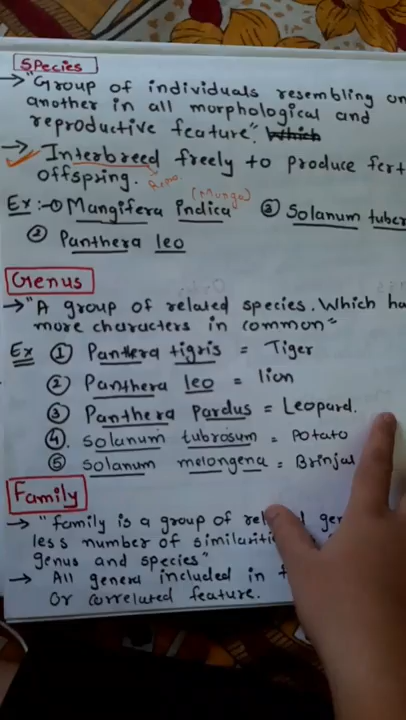 Species
→ "Group of individuals resembling on
another in all morphological and
reproductive feature". Which
→ Interbreed freely to produce fert
offspring.
(Manga)
Ex:- ① Mangifera indica ③ Solanum tuber
② Panthera leo
Genus
→ "A group of related species. Which ha
more characters in common"
Ex ① Panthera tigris = Tiger
② Panthera leo = lion
③ Panthera Pardus = Leopard.
④. Solanum tubrosum = Potato
⑤ Solanum melongena = Brinjal
Family
→ "family is a group of related gen
less number of similariti
genus and species"
→ All genera included in
Or correlated feature.